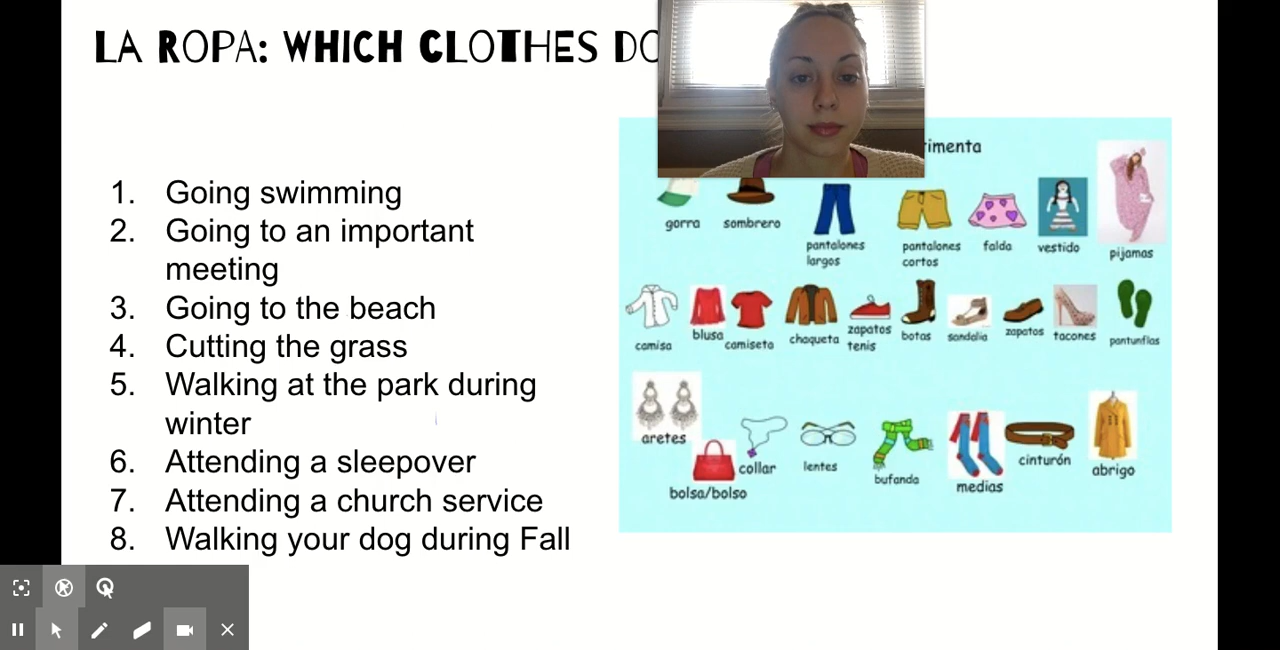 LA ROPA: WHICH CLOTHES DO
1. Going swimming
2. Going to an important
meeting
3. Going to the beach
4. Cutting the grass
5. Walking at the park during
winter
6. Attending a sleepover
7. Attending a church service
8. Walking your dog during Fall
gorra sombrero
pantalones
largos
pantalones
cortos
falda vestido pijamas
camisa blusa camiseta chaqueta
zapatos
tenis
botas sandalia zapatos tacones pantunflas
aretes
bolsa/bolso
collar lentes bufanda medias cinturón abrigo